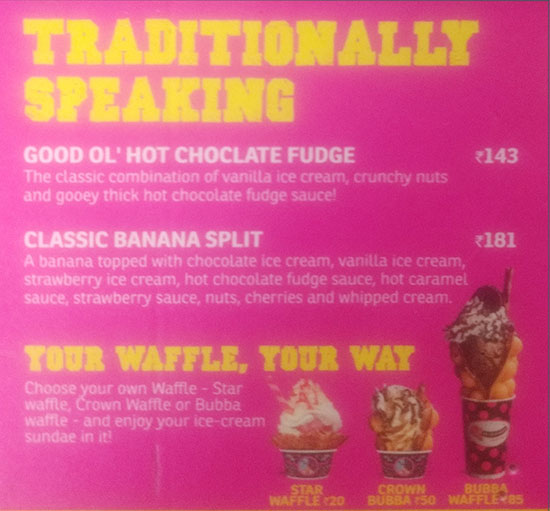 TRADITIONALLY
SPEAKING
GOOD OL' HOT CHOCLATE FUDGE ₹143
The classic combination of vanilla ice cream, crunchy nuts
and gooey thick hot chocolate fudge sauce!
CLASSIC BANANA SPLIT ₹181
A banana topped with chocolate ice cream, vanilla ice cream,
strawberry ice cream, hot chocolate fudge sauce, hot caramel
sauce, strawberry sauce, nuts, cherries and whipped cream.
YOUR WAFFLE, YOUR WAY
Choose your own Waffle - Star
waffle, Crown Waffle or Bubba
waffle - and enjoy your ice-cream
sundae in it!
STAR
WAFFLE ₹20
CROWN
BUBBA ₹50
BUBBA
WAFFLE ₹85